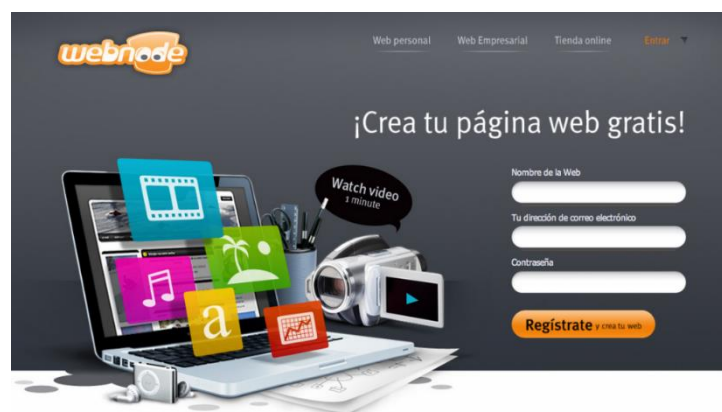 webnode
Web personal
Web Empresarial
Tienda online
Entrar
¡Crea tu página web gratis!
Watch video
1 minute
Nombre de la Web
Tu dirección de correo electrónico
Contraseña
a
Regístrate y crea tu web